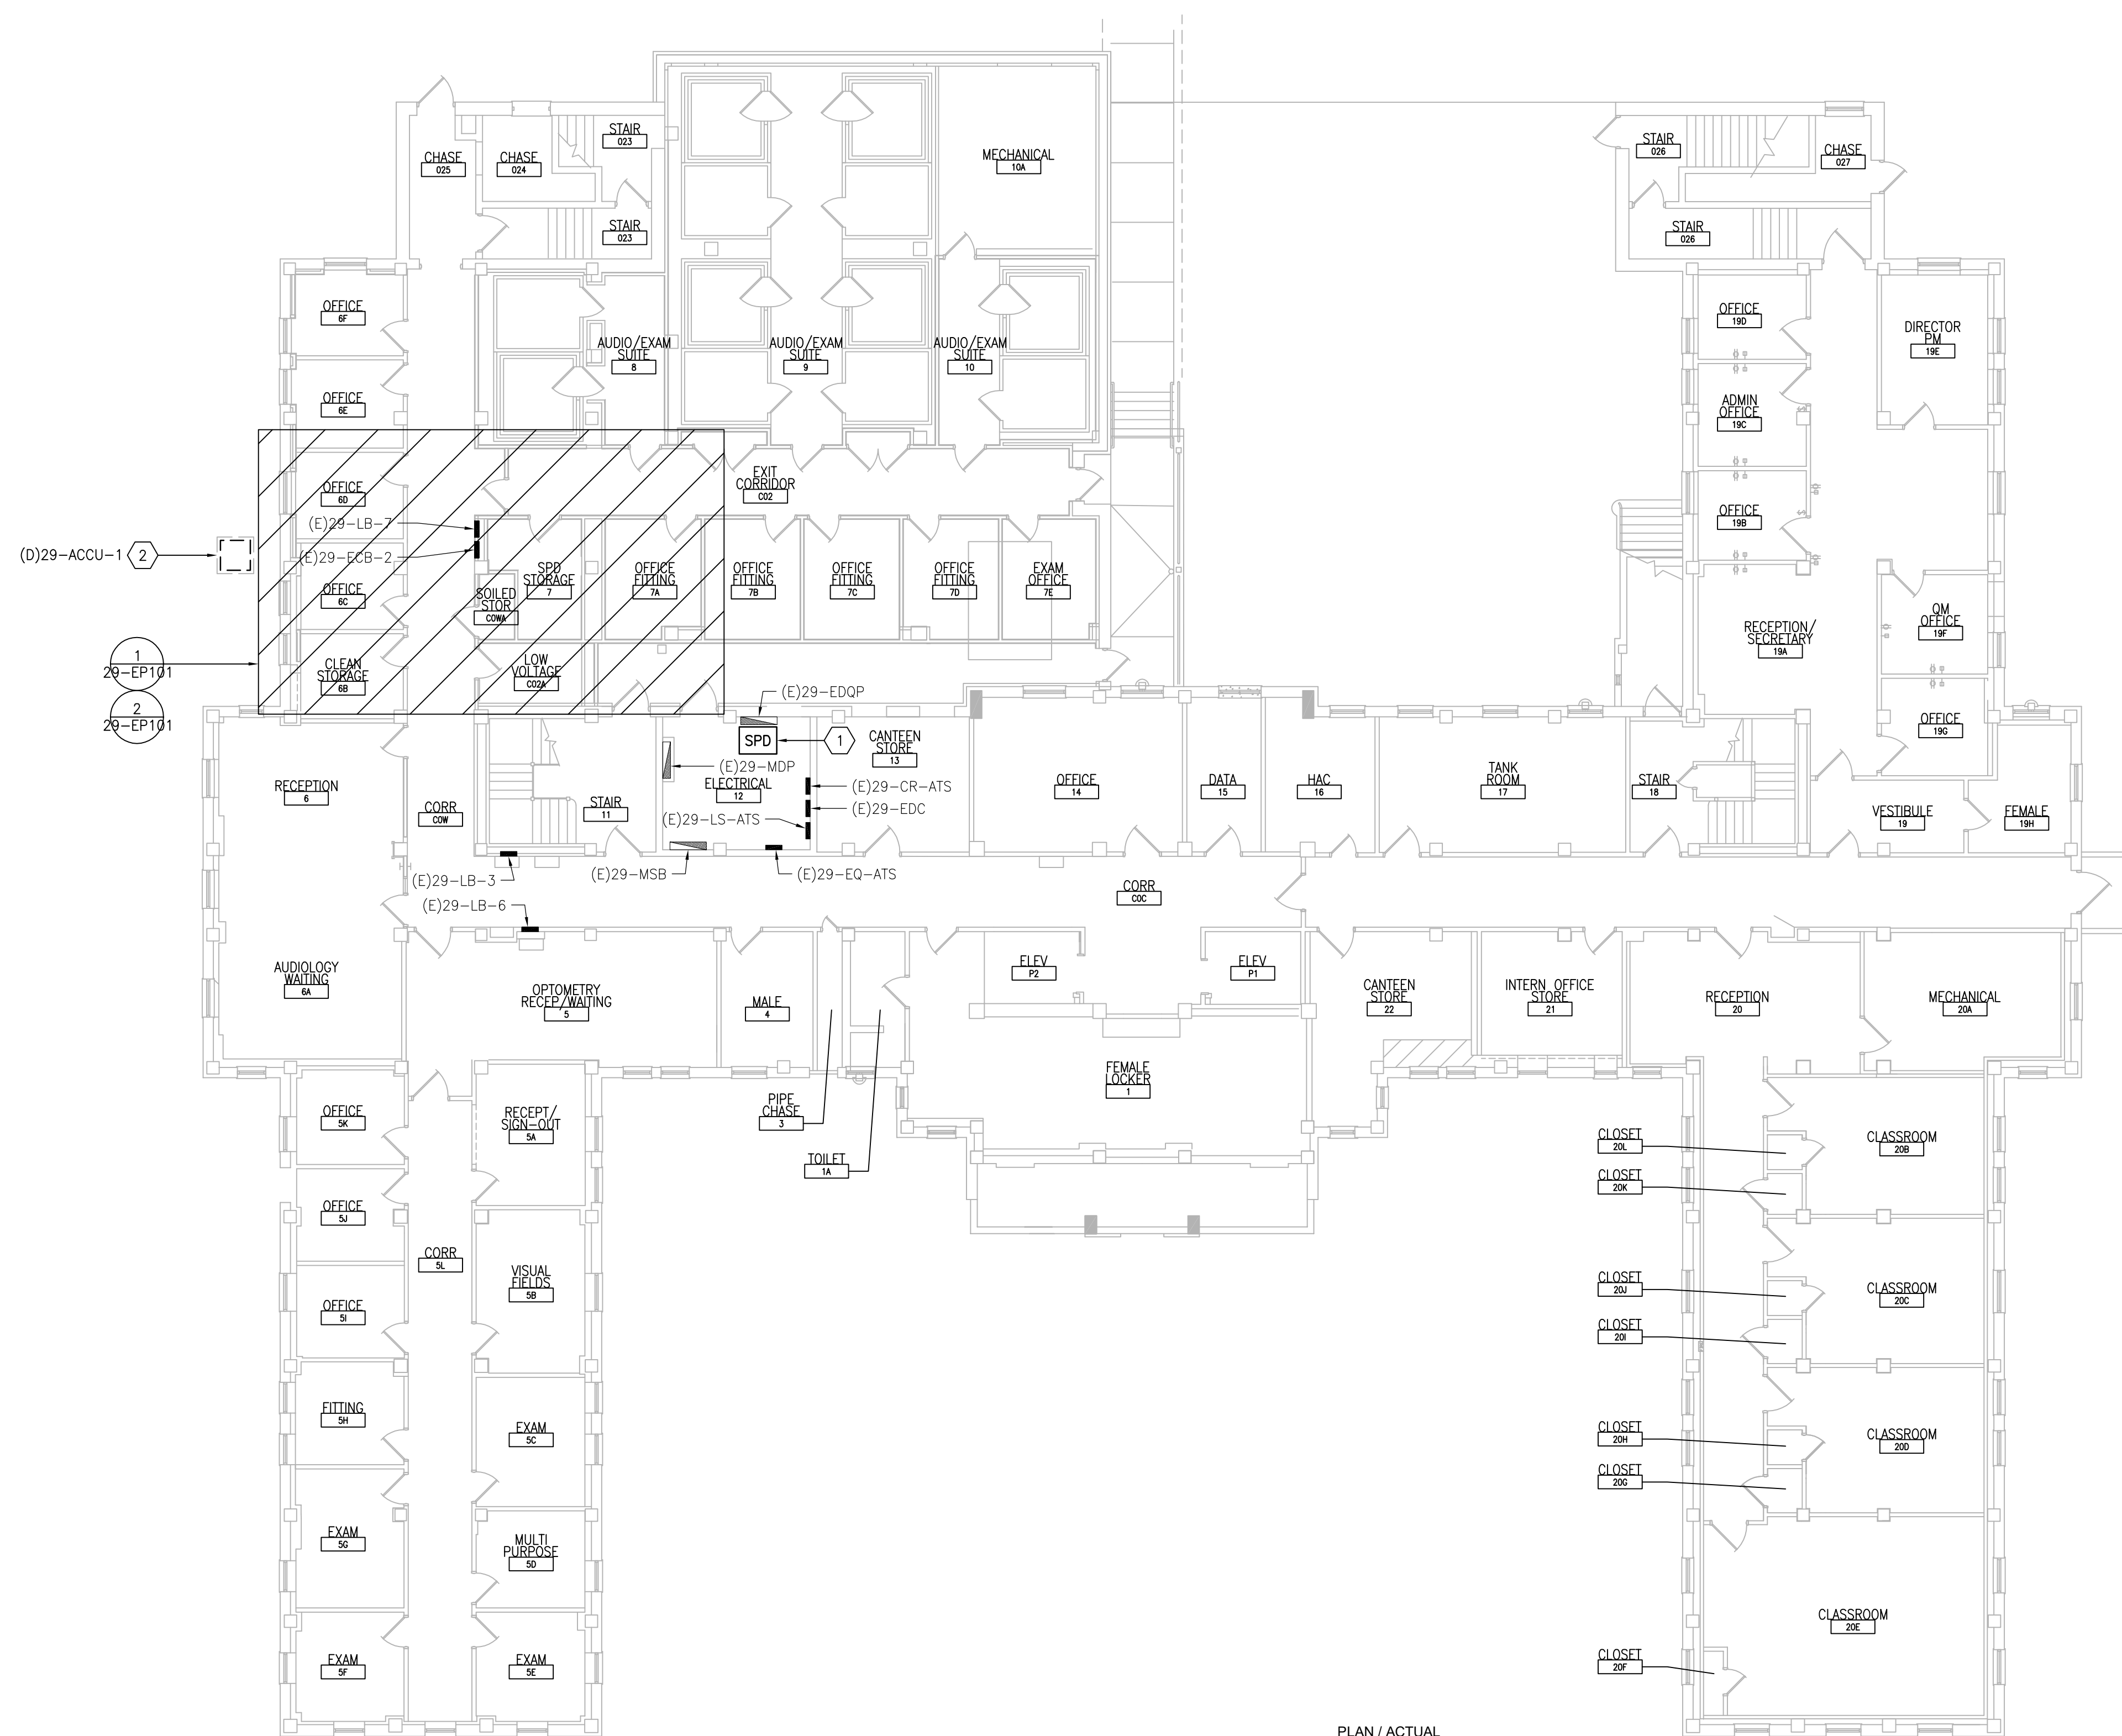 STAIR
023
CHASE
025
CHASE
024
STAIR
023
MECHANICAL
10A
STAIR
026
CHASE
027
STAIR
026
OFFICE
6F
OFFICE
6E
AUDIO/EXAM
SUITE
8
AUDIO/EXAM
SUITE
9
AUDIO/EXAM
SUITE
10
OFFICE
19D
DIRECTOR
PM
19E
ADMIN
OFFICE
19C
OFFICE
19B
EXIT
CORRIDOR
C02
OFFICE
6D
(E)29-LB-7
(E)29-ECB-2
(D)29-ACCU-1
2
OFFICE
6C
SOILED
STOR
C0WA
SPD
STORAGE
7
OFFICE
FITTING
7A
OFFICE
FITTING
7B
OFFICE
FITTING
7C
OFFICE
FITTING
7D
EXAM
OFFICE
7E
RECEPTION/
SECRETARY
19A
QM
OFFICE
19F
1
29-EP101
2
29-EP101
CLEAN
STORAGE
6B
LOW
VOLTAGE
C02A
(E)29-EDQP
SPD
1
CANTEEN
STORE
13
OFFICE
19G
RECEPTION
6
CORR
C0W
STAIR
11
(E)29-MDP
ELECTRICAL
12
(E)29-CR-ATS
(E)29-EDC
(E)29-LS-ATS
OFFICE
14
DATA
15
HAC
16
TANK
ROOM
17
STAIR
18
VESTIBULE
19
FEMALE
19H
(E)29-LB-3
(E)29-MSB
(E)29-EQ-ATS
(E)29-LB-6
CORR
C0C
AUDIOLOGY
WAITING
6A
OPTOMETRY
RECEP/WAITING
5
MALE
4
ELEV
P2
ELEV
P1
CANTEEN
STORE
22
INTERN OFFICE
STORE
21
RECEPTION
20
MECHANICAL
20A
FEMALE
LOCKER
1
PIPE
CHASE
3
TOILET
1A
OFFICE
5K
RECEPT/
SIGN-OUT
5A
OFFICE
5J
CORR
5L
VISUAL
FIELDS
5B
OFFICE
5I
FITTING
5H
EXAM
5C
EXAM
5G
MULTI
PURPOSE
5D
EXAM
5F
EXAM
5E
CLOSET
20L
CLASSROOM
20B
CLOSET
20K
CLOSET
20J
CLASSROOM
20C
CLOSET
20I
CLOSET
20H
CLASSROOM
20D
CLOSET
20G
CLASSROOM
20E
CLOSET
20F
PLAN / ACTUAL